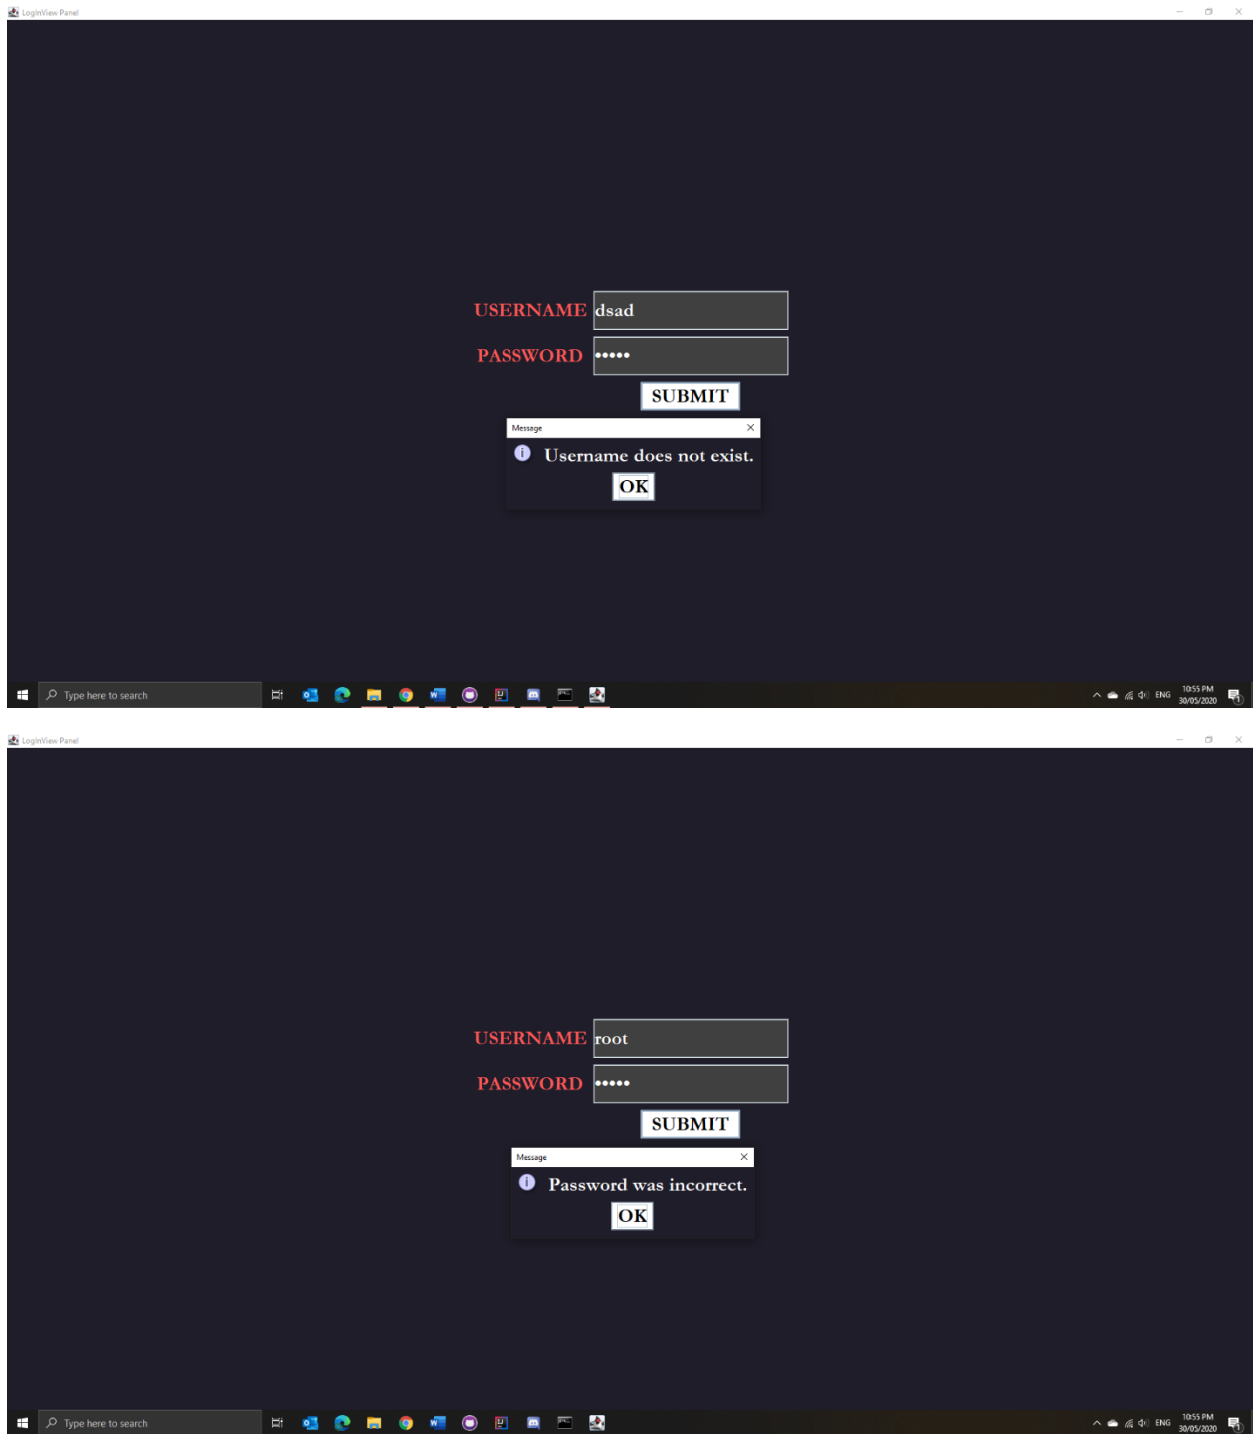 LogInView Panel
USERNAME dsad
PASSWORD •••••
SUBMIT
Message
Username does not exist.
OK
Type here to search
ENG 10:55 PM
30/05/2020
LogInView Panel
USERNAME root
PASSWORD •••••
SUBMIT
Message
Password was incorrect.
OK
Type here to search
ENG 10:55 PM
30/05/2020